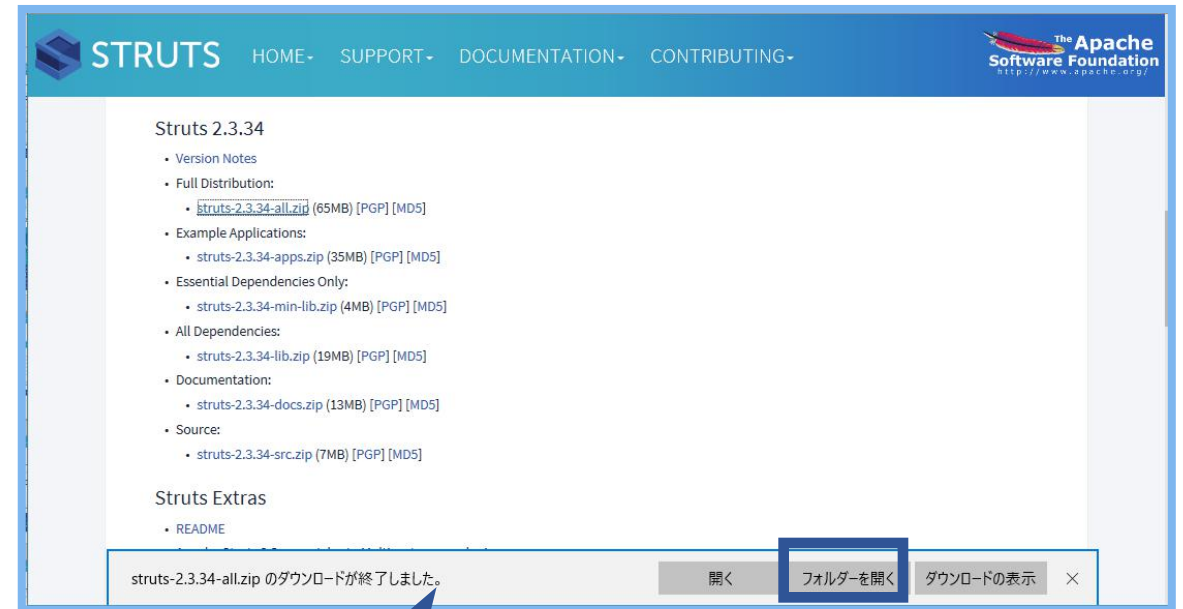 STRUTS HOME SUPPORT DOCUMENTATION CONTRIBUTING
The Apache
Software Foundation
http://www.apache.org/
Struts 2.3.34
• Version Notes
• Full Distribution:
• struts-2.3.34-all.zip (65MB) [PGP] [MD5]
• Example Applications:
• struts-2.3.34-apps.zip (35MB) [PGP] [MD5]
• Essential Dependencies Only:
• struts-2.3.34-min-lib.zip (4MB) [PGP] [MD5]
• All Dependencies:
• struts-2.3.34-lib.zip (19MB) [PGP] [MD5]
• Documentation:
• struts-2.3.34-docs.zip (13MB) [PGP] [MD5]
• Source:
• struts-2.3.34-src.zip (7MB) [PGP] [MD5]
Struts Extras
• README
struts-2.3.34-all.zip のダウンロードが終了しました。 開く フォルダーを開く ダウンロードの表示 ×